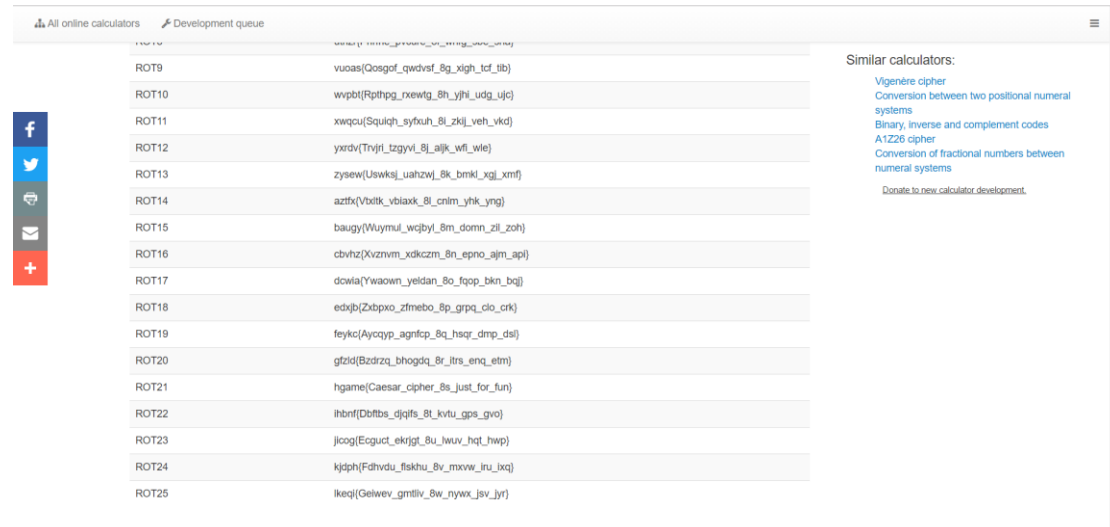 All online calculators Development queue
ROT9 vuoas{Qosgof_qwdvsf_8g_xigh_tcf_tib}
ROT10 wvpbt{Rpthpg_rxewtg_8h_yjhi_udg_ujc}
ROT11 xwqcu{Squiqh_syfxuh_8i_zkij_veh_vkd}
ROT12 yxrdv{Trvjri_tzgyvi_8j_aljk_wfi_wle}
ROT13 zysew{Uswksj_uahzwj_8k_bmkl_xgj_xmf}
ROT14 aztfx{Vtxltk_vbiaxk_8l_cnlm_yhk_yng}
ROT15 baugy{Wuymul_wcjbyl_8m_domn_zil_zoh}
ROT16 cbvhz{Xvznvm_xdkczm_8n_epno_ajm_api}
ROT17 dcwia{Ywaown_yeldan_8o_fqop_bkn_bqj}
ROT18 edxjb{Zxbpxo_zfmebo_8p_grpq_clo_crk}
ROT19 feykc{Aycqyp_agnfcp_8q_hsqr_dmp_dsl}
ROT20 gfzld{Bzdrzq_bhogdq_8r_itrs_enq_etm}
ROT21 hgame{Caesar_cipher_8s_just_for_fun}
ROT22 ihbnf{Dbftbs_djqifs_8t_kvtu_gps_gvo}
ROT23 jicog{Ecguct_ekrjgt_8u_lwuv_hqt_hwp}
ROT24 kjdph{Fdhvdu_flskhu_8v_mxvw_iru_ixq}
ROT25 lkeqi{Geiwev_gmtliv_8w_nywx_jsv_jyr}
Similar calculators:
Vigenère cipher
Conversion between two positional numeral
systems
Binary, inverse and complement codes
A1Z26 cipher
Conversion of fractional numbers between
numeral systems
Donate to new calculator development.